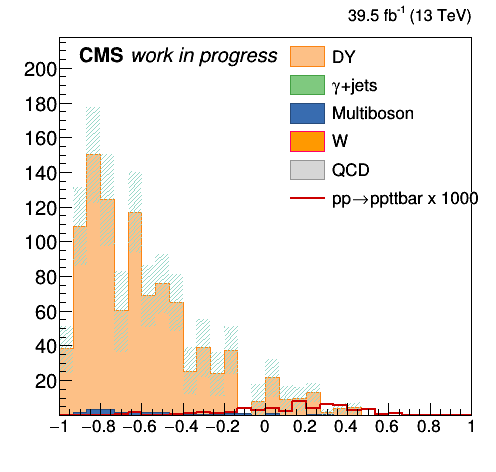 39.5 fb-1 (13 TeV)
CMS work in progress
DY
γ+jets
Multiboson
W
QCD
pp→ppttbar x 1000
200
180
160
140
120
100
80
60
40
20
−1 −0.8 −0.6 −0.4 −0.2 0 0.2 0.4 0.6 0.8 1